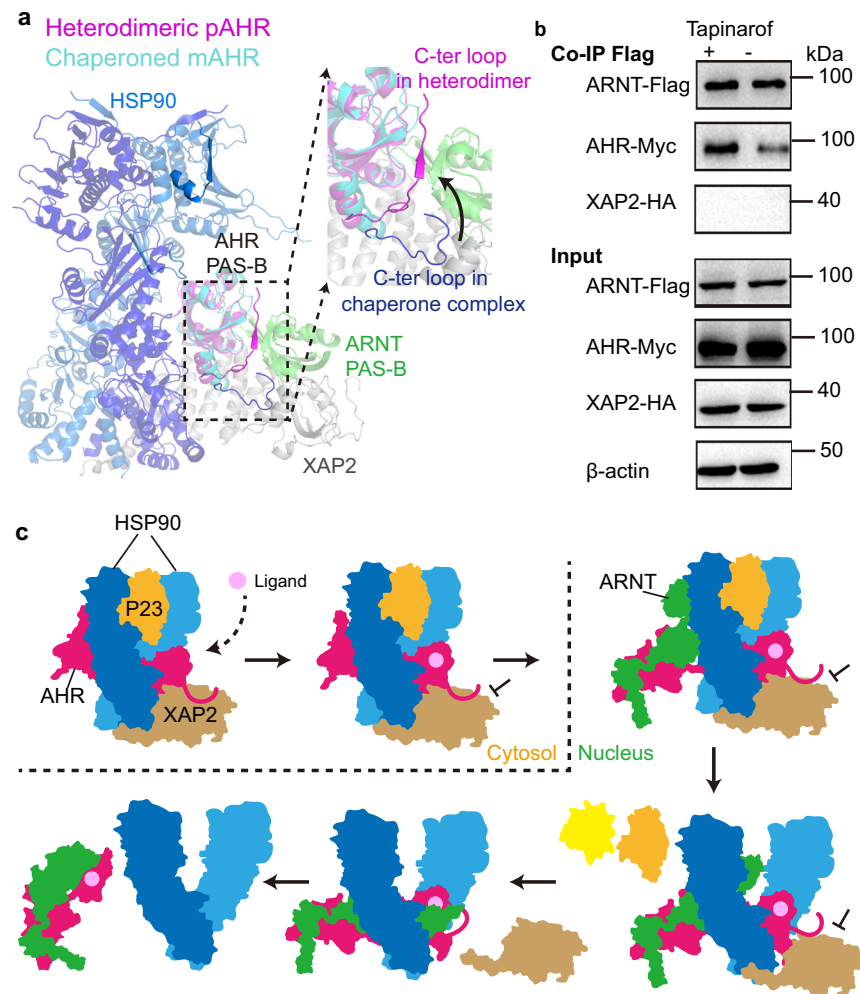 a
Heterodimeric pAHR
Chaperoned mAHR
HSP90
C-ter loop
in heterodimer
AHR
PAS-B
C-ter loop in
chaperone complex
ARNT
PAS-B
XAP2
b
Tapinarof
Co-IP Flag + - kDa
ARNT-Flag 100
AHR-Myc 100
XAP2-HA 40
Input
ARNT-Flag 100
AHR-Myc 100
XAP2-HA 40
β-actin 50
c
HSP90
Ligand
P23
AHR
XAP2
ARNT
Cytosol Nucleus